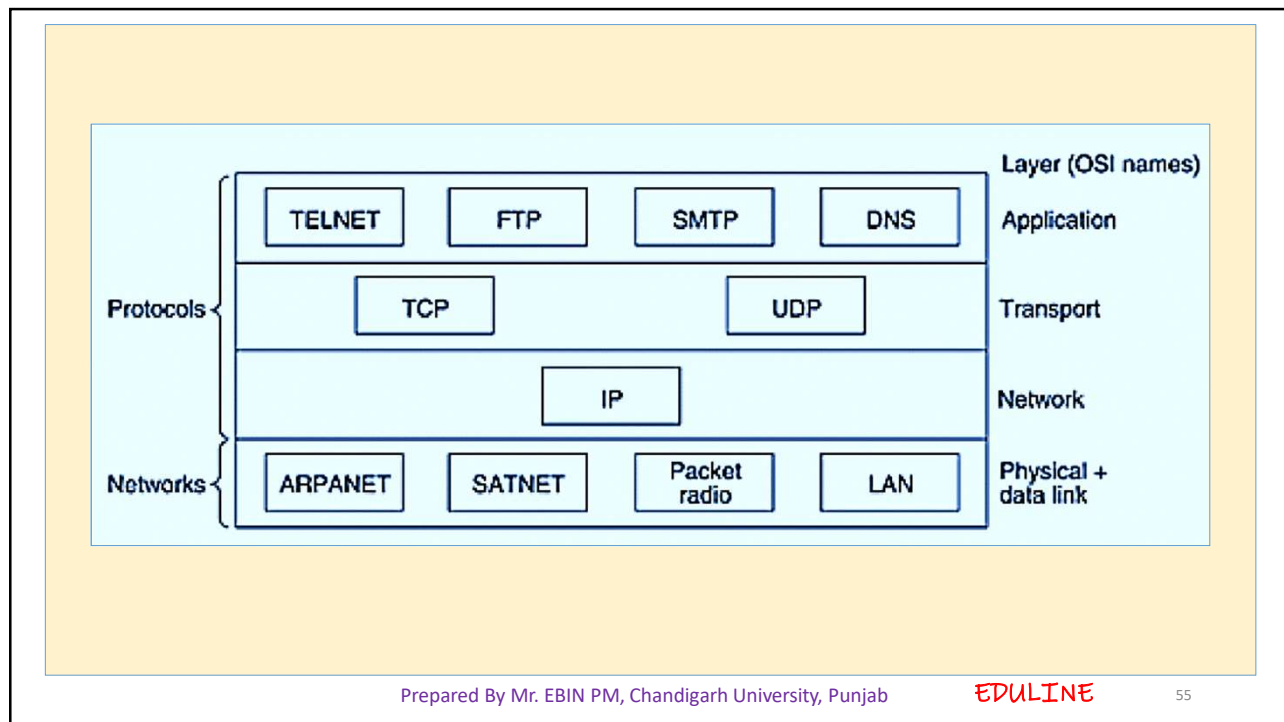 Layer (OSI names)
TELNET FTP SMTP DNS Application
Protocols TCP UDP Transport
IP Network
Networks ARPANET SATNET Packet radio LAN Physical + data link
Prepared By Mr. EBIN PM, Chandigarh University, Punjab EDULINE 55